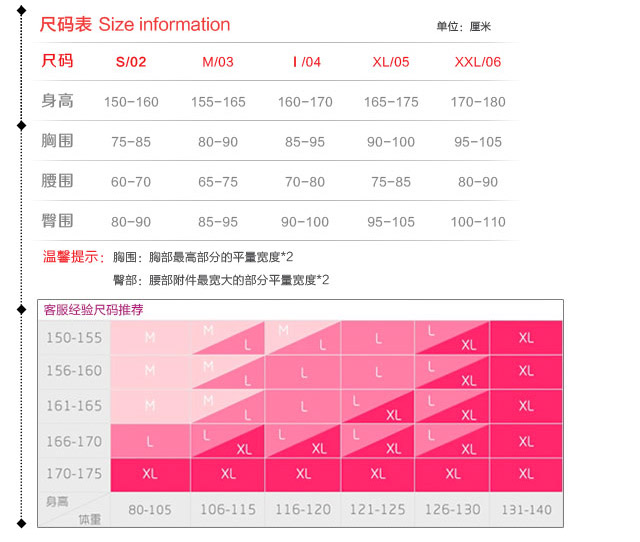 尺码表 Size information 单位：厘米
尺码 S/02 M/03 l/04 XL/05 XXL/06
身高 150-160 155-165 160-170 165-175 170-180
胸围 75-85 80-90 85-95 90-100 95-105
腰围 60-70 65-75 70-80 75-85 80-90
臀围 80-90 85-95 90-100 95-105 100-110
温馨提示：胸围：胸部最高部分的平量宽度*2
臀部：腰部附件最宽大的部分平量宽度*2
客服经验尺码推荐
150-155 M M L M L L L XL XL
156-160 M M L L L L XL XL
161-165 M M L L L XL L XL XL
166-170 L L XL L XL L XL L XL XL
170-175 XL XL XL XL XL XL
身高 体重 80-105 106-115 116-120 121-125 126-130 131-140